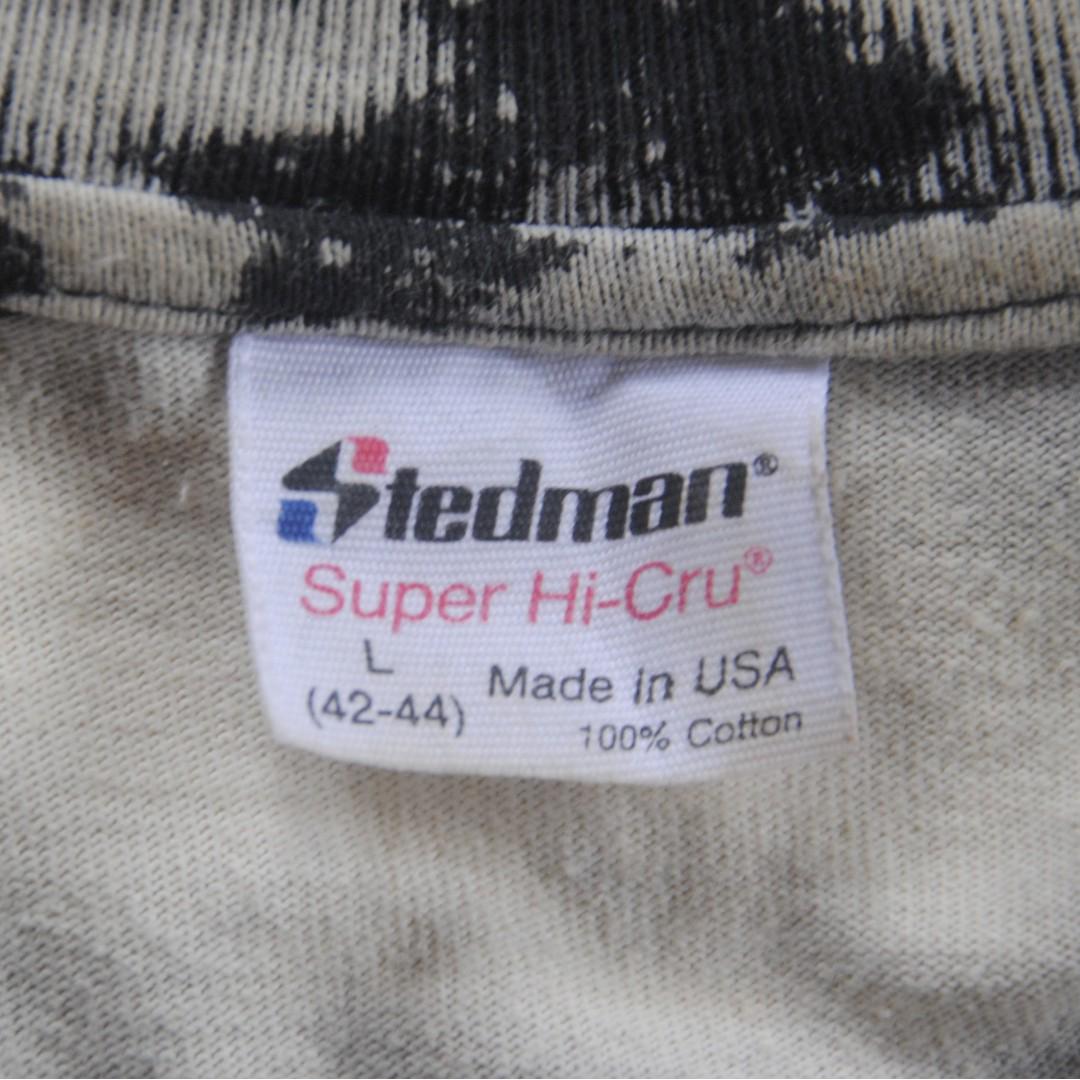 Stedman®
Super Hi-Cru®
L
(42-44)
Made in USA
100% Cotton